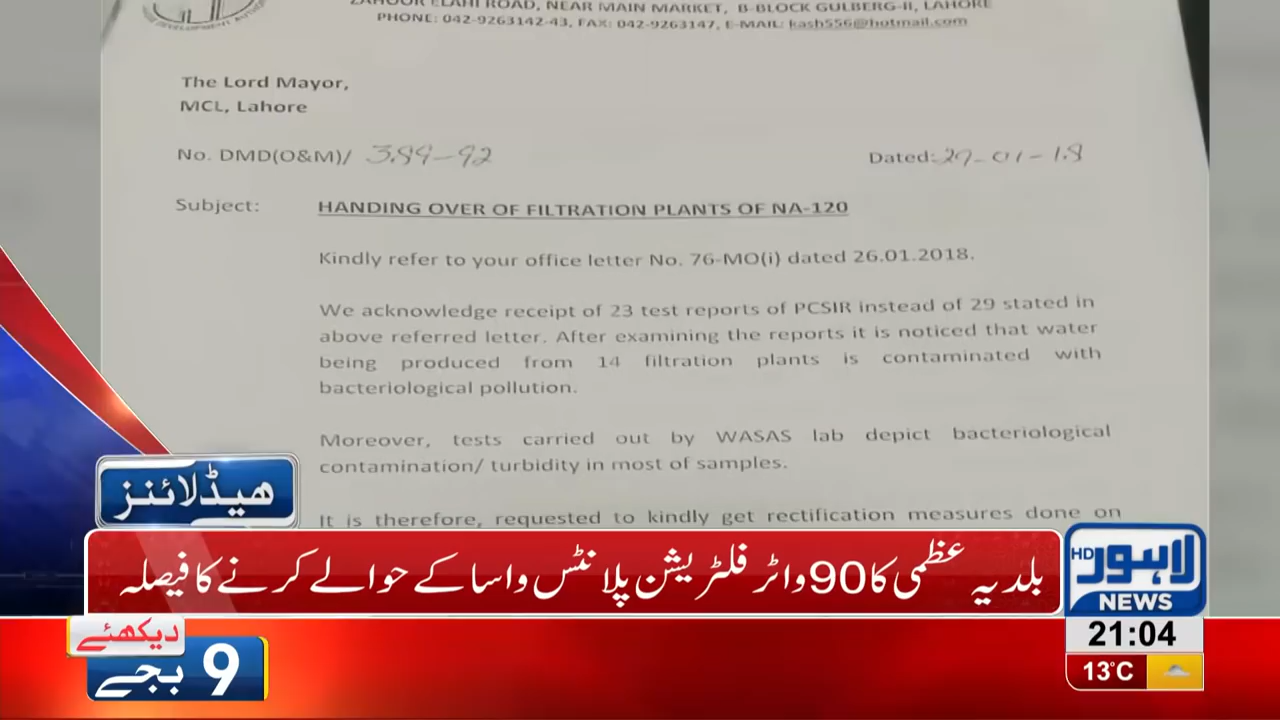 ZAHOOR ELAHI ROAD, NEAR MAIN MARKET, B-BLOCK GULBERG-II, LAHORE
PHONE: 042-9263142-43, FAX: 042-9263147, E-MAIL: kash556@hotmail.com
The Lord Mayor,
MCL, Lahore
No. DMD(O&M)/ 389-92
Dated: 29-01-18
Subject: HANDING OVER OF FILTRATION PLANTS OF NA-120
Kindly refer to your office letter No. 76-MO(i) dated 26.01.2018.
We acknowledge receipt of 23 test reports of PCSIR instead of 29 stated in
above referred letter. After examining the reports it is noticed that water
being produced from 14 filtration plants is contaminated with
bacteriological pollution.
Moreover, tests carried out by WASAS lab depict bacteriological
contamination/ turbidity in most of samples.
It is therefore, requested to kindly get rectification measures done on
ھیڈلائنز
بلدیہ عظمی کا 90 واٹر فلٹریشن پلانٹس واسا کے حوالے کرنے کا فیصلہ
لاہور HD
NEWS
21:04
13°C
دیکھئے
9 بجے